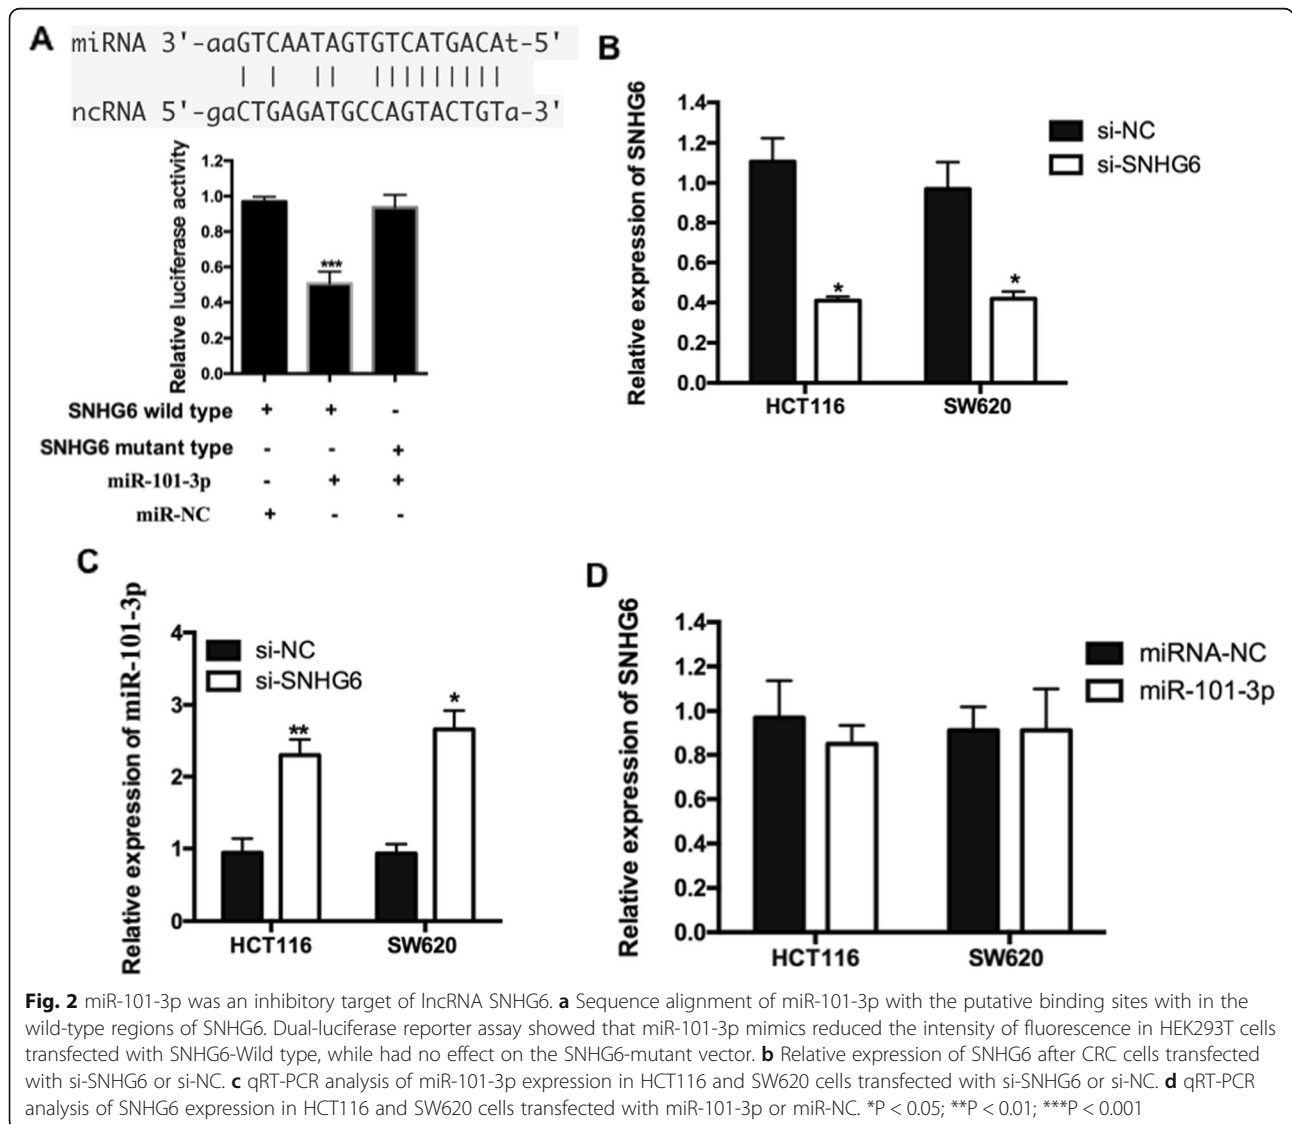 A
miRNA 3'-aaGTCAATAGTGTCATGACAt-5'
| | || |||||||||
ncRNA 5'-gaCTGAGATGCCAGTACTGTa-3'
Relative luciferase activity
1.2
1.0
0.8
0.6
0.4
0.2
0.0
***
SNHG6 wild type + + -
SNHG6 mutant type - - +
miR-101-3p - + +
miR-NC + - -
B
Relative expression of SNHG6
1.4
1.2
1.0
0.8
0.6
0.4
0.2
0.0
* *
HCT116 SW620
si-NC
si-SNHG6
C
Relative expression of miR-101-3p
4
3
2
1
0
si-NC
si-SNHG6
** *
HCT116 SW620
D
Relative expression of SNHG6
1.4
1.2
1.0
0.8
0.6
0.4
0.2
0.0
HCT116 SW620
miRNA-NC
miR-101-3p
Fig. 2 miR-101-3p was an inhibitory target of lncRNA SNHG6. a Sequence alignment of miR-101-3p with the putative binding sites with in the
wild-type regions of SNHG6. Dual-luciferase reporter assay showed that miR-101-3p mimics reduced the intensity of fluorescence in HEK293T cells
transfected with SNHG6-Wild type, while had no effect on the SNHG6-mutant vector. b Relative expression of SNHG6 after CRC cells transfected
with si-SNHG6 or si-NC. c qRT-PCR analysis of miR-101-3p expression in HCT116 and SW620 cells transfected with si-SNHG6 or si-NC. d qRT-PCR
analysis of SNHG6 expression in HCT116 and SW620 cells transfected with miR-101-3p or miR-NC. *P < 0.05; **P < 0.01; ***P < 0.001